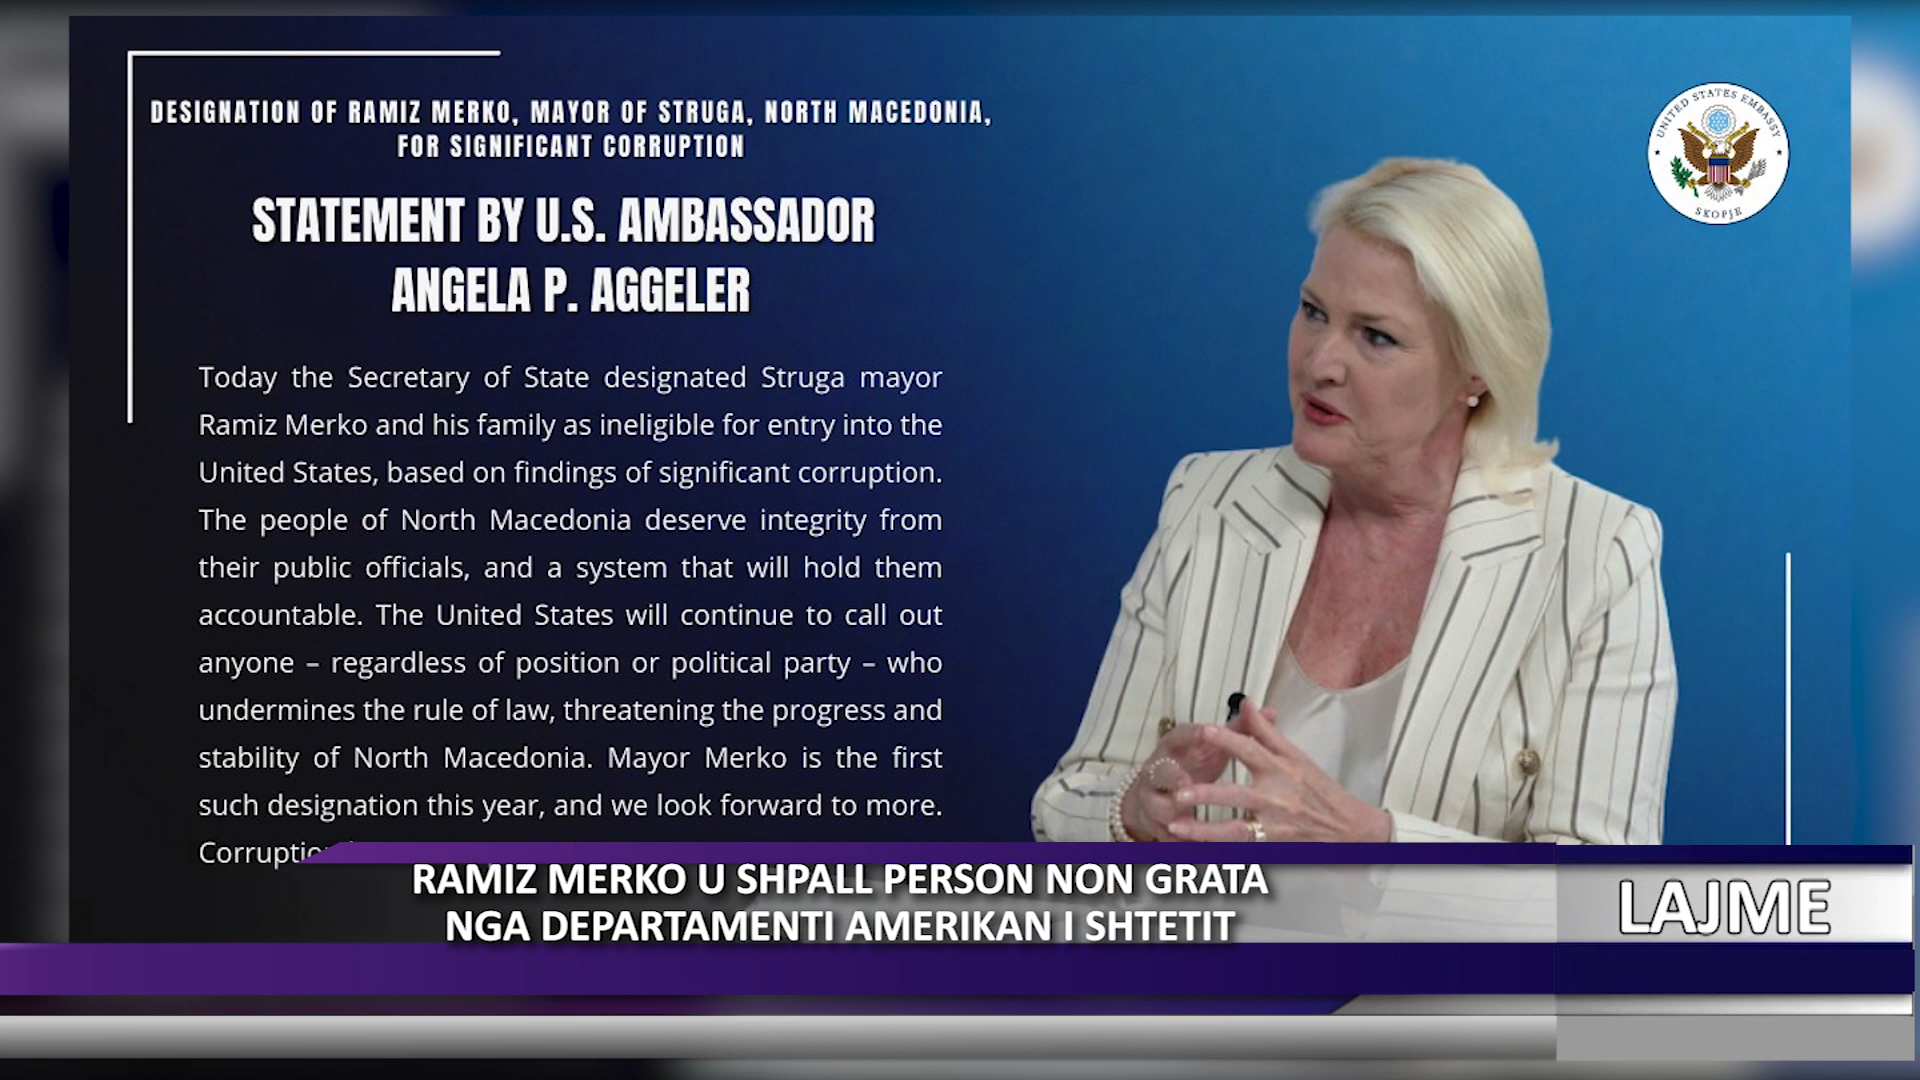 DESIGNATION OF RAMIZ MERKO, MAYOR OF STRUGA, NORTH MACEDONIA,
FOR SIGNIFICANT CORRUPTION
STATEMENT BY U.S. AMBASSADOR
ANGELA P. AGGELER
Today the Secretary of State designated Struga mayor
Ramiz Merko and his family as ineligible for entry into the
United States, based on findings of significant corruption.
The people of North Macedonia deserve integrity from
their public officials, and a system that will hold them
accountable. The United States will continue to call out
anyone – regardless of position or political party – who
undermines the rule of law, threatening the progress and
stability of North Macedonia. Mayor Merko is the first
such designation this year, and we look forward to more.
UNITED STATES EMBASSY
SKOPJE
RAMIZ MERKO U SHPALL PERSON NON GRATA
NGA DEPARTAMENTI AMERIKAN I SHTETIT
LAJME